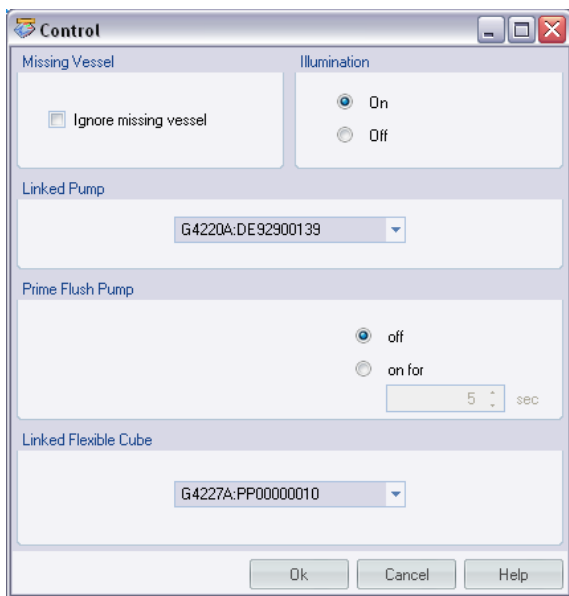 Control
Missing Vessel
Ignore missing vessel
Illumination
On
Off
Linked Pump
G4220A:DE92900139
Prime Flush Pump
off
on for
5 sec
Linked Flexible Cube
G4227A:PP00000010
Ok Cancel Help